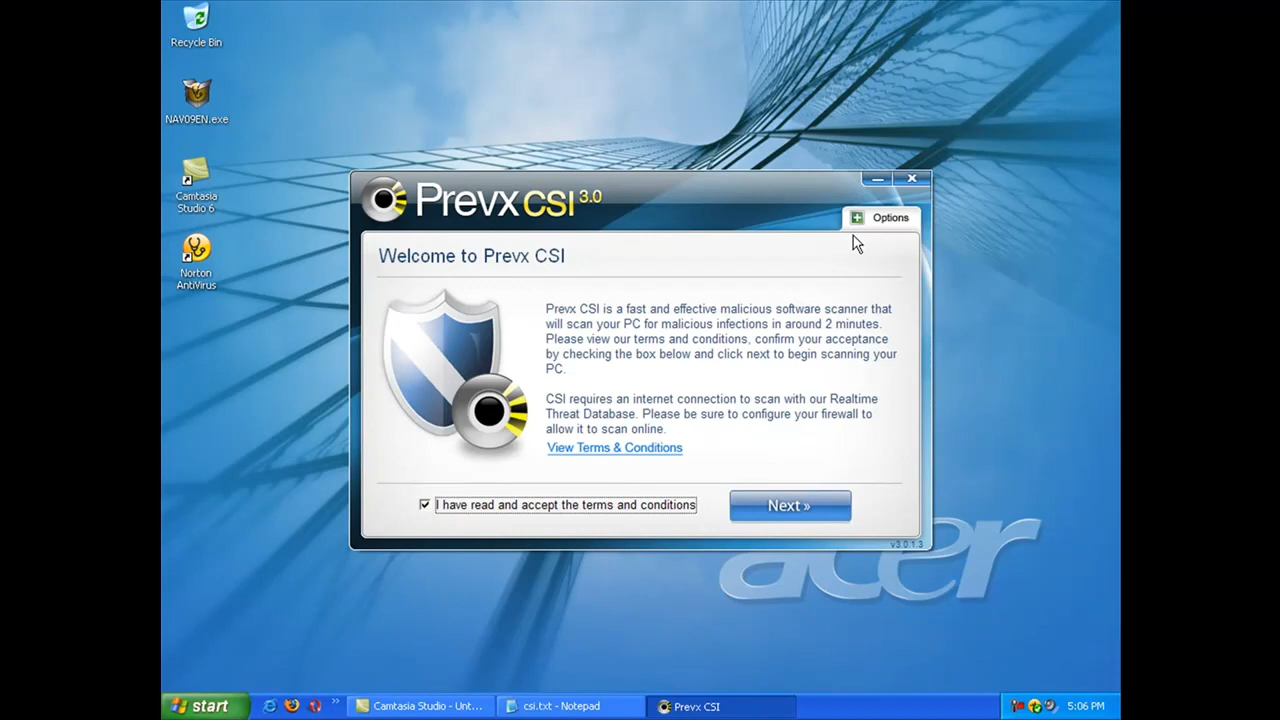 Recycle Bin
NAV09EN.exe
Camtasia
Studio 6
Norton
AntiVirus
Prevx CSI 3.0
Options
Welcome to Prevx CSI
Prevx CSI is a fast and effective malicious software scanner that
will scan your PC for malicious infections in around 2 minutes.
Please view our terms and conditions, confirm your acceptance
by checking the box below and click next to begin scanning your
PC.
CSI requires an internet connection to scan with our Realtime
Threat Database. Please be sure to configure your firewall to
allow it to scan online.
View Terms & Conditions
I have read and accept the terms and conditions
Next »
v3.0.1.3
acer
start
Camtasia Studio - Unt...
csi.txt - Notepad
Prevx CSI
5:06 PM